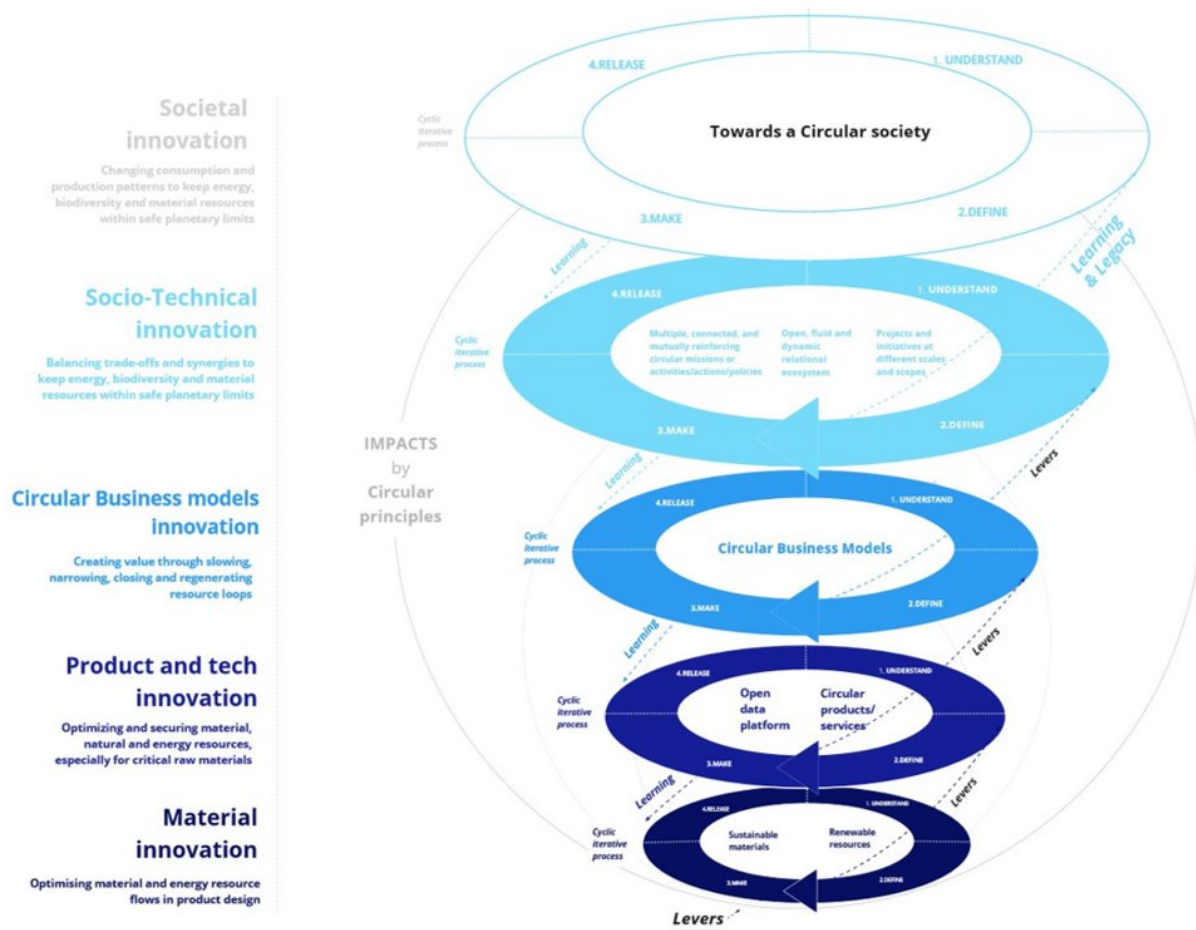 Societal
innovation
Changing consumption and
production patterns to keep energy,
biodiversity and material resources
within safe planetary limits
Cyclic
iterative
process
4.RELEASE
1. UNDERSTAND
Towards a Circular society
3.MAKE
2.DEFINE
Learning
Learning
& Legacy
Socio-Technical
innovation
Balancing trade-offs and synergies to
keep energy, biodiversity and material
resources within safe planetary limits
Cyclic
iterative
process
4.RELEASE
1. UNDERSTAND
Multiple, connected, and
mutually reinforcing
circular missions or
activities/actions/policies
Open, fluid and
dynamic
relational
ecosystem
Projects and
initiatives at
different scales
and scopes
3.MAKE
2.DEFINE
Learning
Levers
IMPACTS
by
Circular
principles
Circular Business models
innovation
Creating value through slowing,
narrowing, closing and regenerating
resource loops
Cyclic
iterative
process
4.RELEASE
1. UNDERSTAND
Circular Business Models
3.MAKE
2.DEFINE
Learning
Levers
Product and tech
innovation
Optimizing and securing material,
natural and energy resources,
especially for critical raw materials
Cyclic
iterative
process
4.RELEASE
1. UNDERSTAND
Open
data
platform
Circular
products/
services
3.MAKE
2.DEFINE
Learning
Levers
Material
innovation
Optimising material and energy resource
flows in product design
Cyclic
iterative
process
4.RELEASE
1. UNDERSTAND
Sustainable
materials
Renewable
resources
3.MAKE
2.DEFINE
Levers